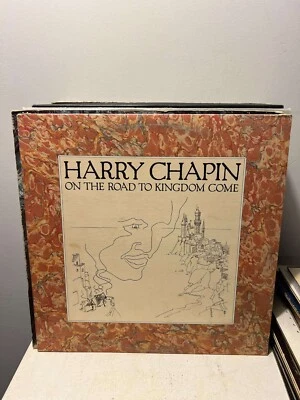 HARRY CHAPIN
ON THE ROAD TO KINGDOM COME